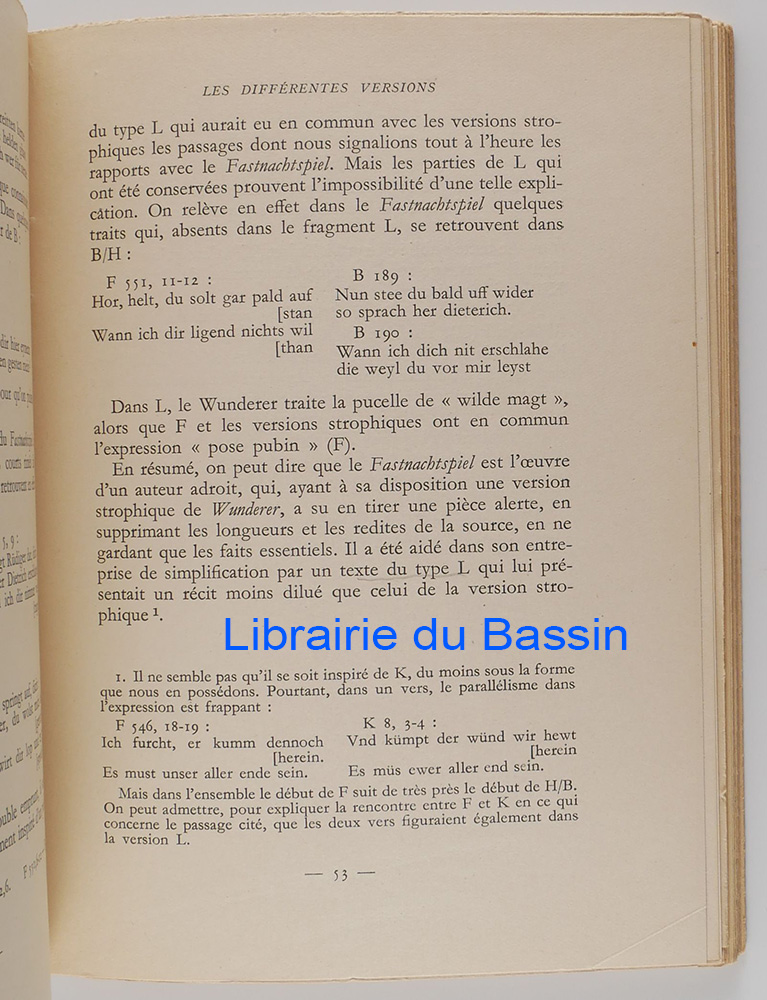 LES DIFFÉRENTES VERSIONS
du type L qui aurait eu en commun avec les versions stro-
phiques les passages dont nous signalions tout à l'heure les
rapports avec le Fastnachtspiel. Mais les parties de L qui
ont été conservées prouvent l'impossibilité d'une telle expli-
cation. On relève en effet dans le Fastnachtspiel quelques
traits qui, absents dans le fragment L, se retrouvent dans
B/H :
F 551, 11-12 :
Hor, helt, du solt gar pald auf
[stan
Wann ich dir ligend nichts wil
[than
B 189 :
Nun stee du bald uff wider
so sprach her dieterich.
B 190 :
Wann ich dich nit erschlahe
die weyl du vor mir leyst
Dans L, le Wunderer traite la pucelle de « wilde magt »,
alors que F et les versions strophiques ont en commun
l'expression « pose pubin » (F).
En résumé, on peut dire que le Fastnachtspiel est l'œuvre
d'un auteur adroit, qui, ayant à sa disposition une version
strophique de Wunderer, a su en tirer une pièce alerte, en
supprimant les longueurs et les redites de la source, en ne
gardant que les faits essentiels. Il a été aidé dans son entre-
prise de simplification par un texte du type L qui lui pré-
sentait un récit moins dilué que celui de la version stro-
phique ¹.
Librairie du Bassin
1. Il ne semble pas qu'il se soit inspiré de K, du moins sous la forme
que nous en possédons. Pourtant, dans un vers, le parallélisme dans
l'expression est frappant :
F 546, 18-19 :
Ich furcht, er kumm dennoch
[herein.
Es must unser aller ende sein.
K 8, 3-4 :
Vnd kümpt der wünd wir hewt
[herein
Es müs ewer aller end sein.
Mais dans l'ensemble le début de F suit de très près le début de H/B.
On peut admettre, pour expliquer la rencontre entre F et K en ce qui
concerne le passage cité, que les deux vers figuraient également dans
la version L.
— 53 —